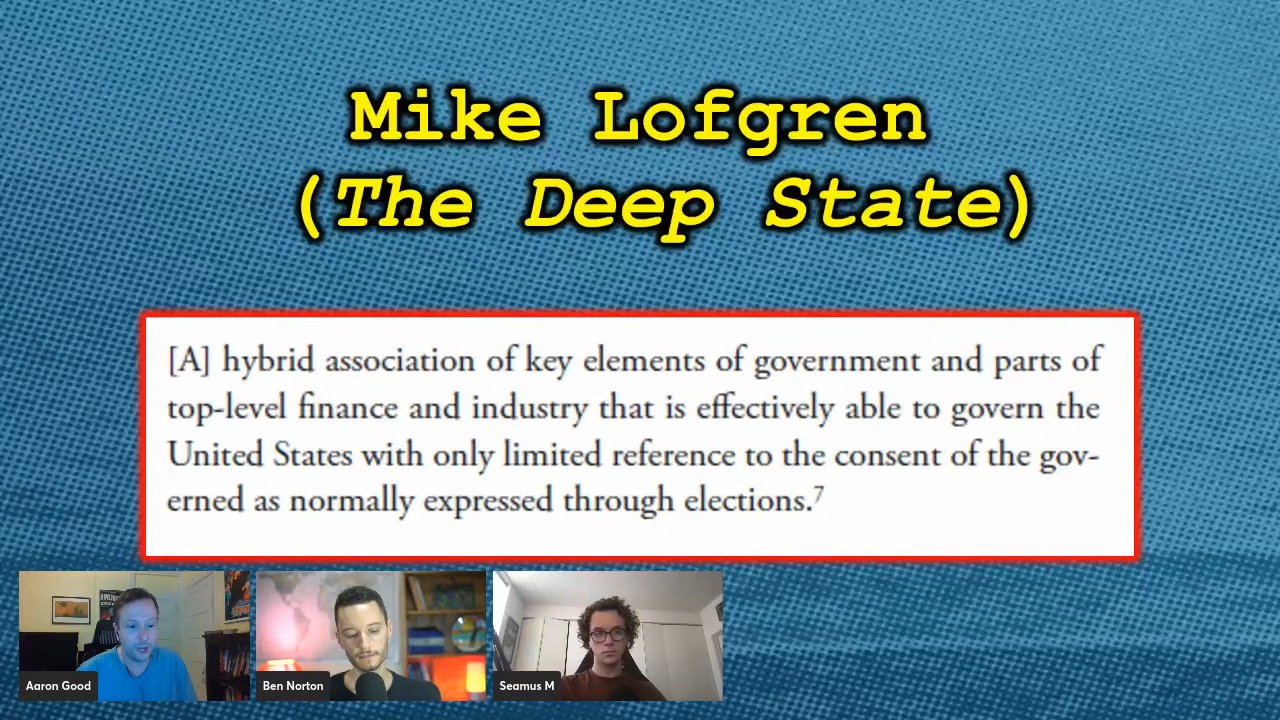 Mike Lofgren
(The Deep State)
[A] hybrid association of key elements of government and parts of
top-level finance and industry that is effectively able to govern the
United States with only limited reference to the consent of the gov-
erned as normally expressed through elections.7
Aaron Good
Ben Norton
Seamus M